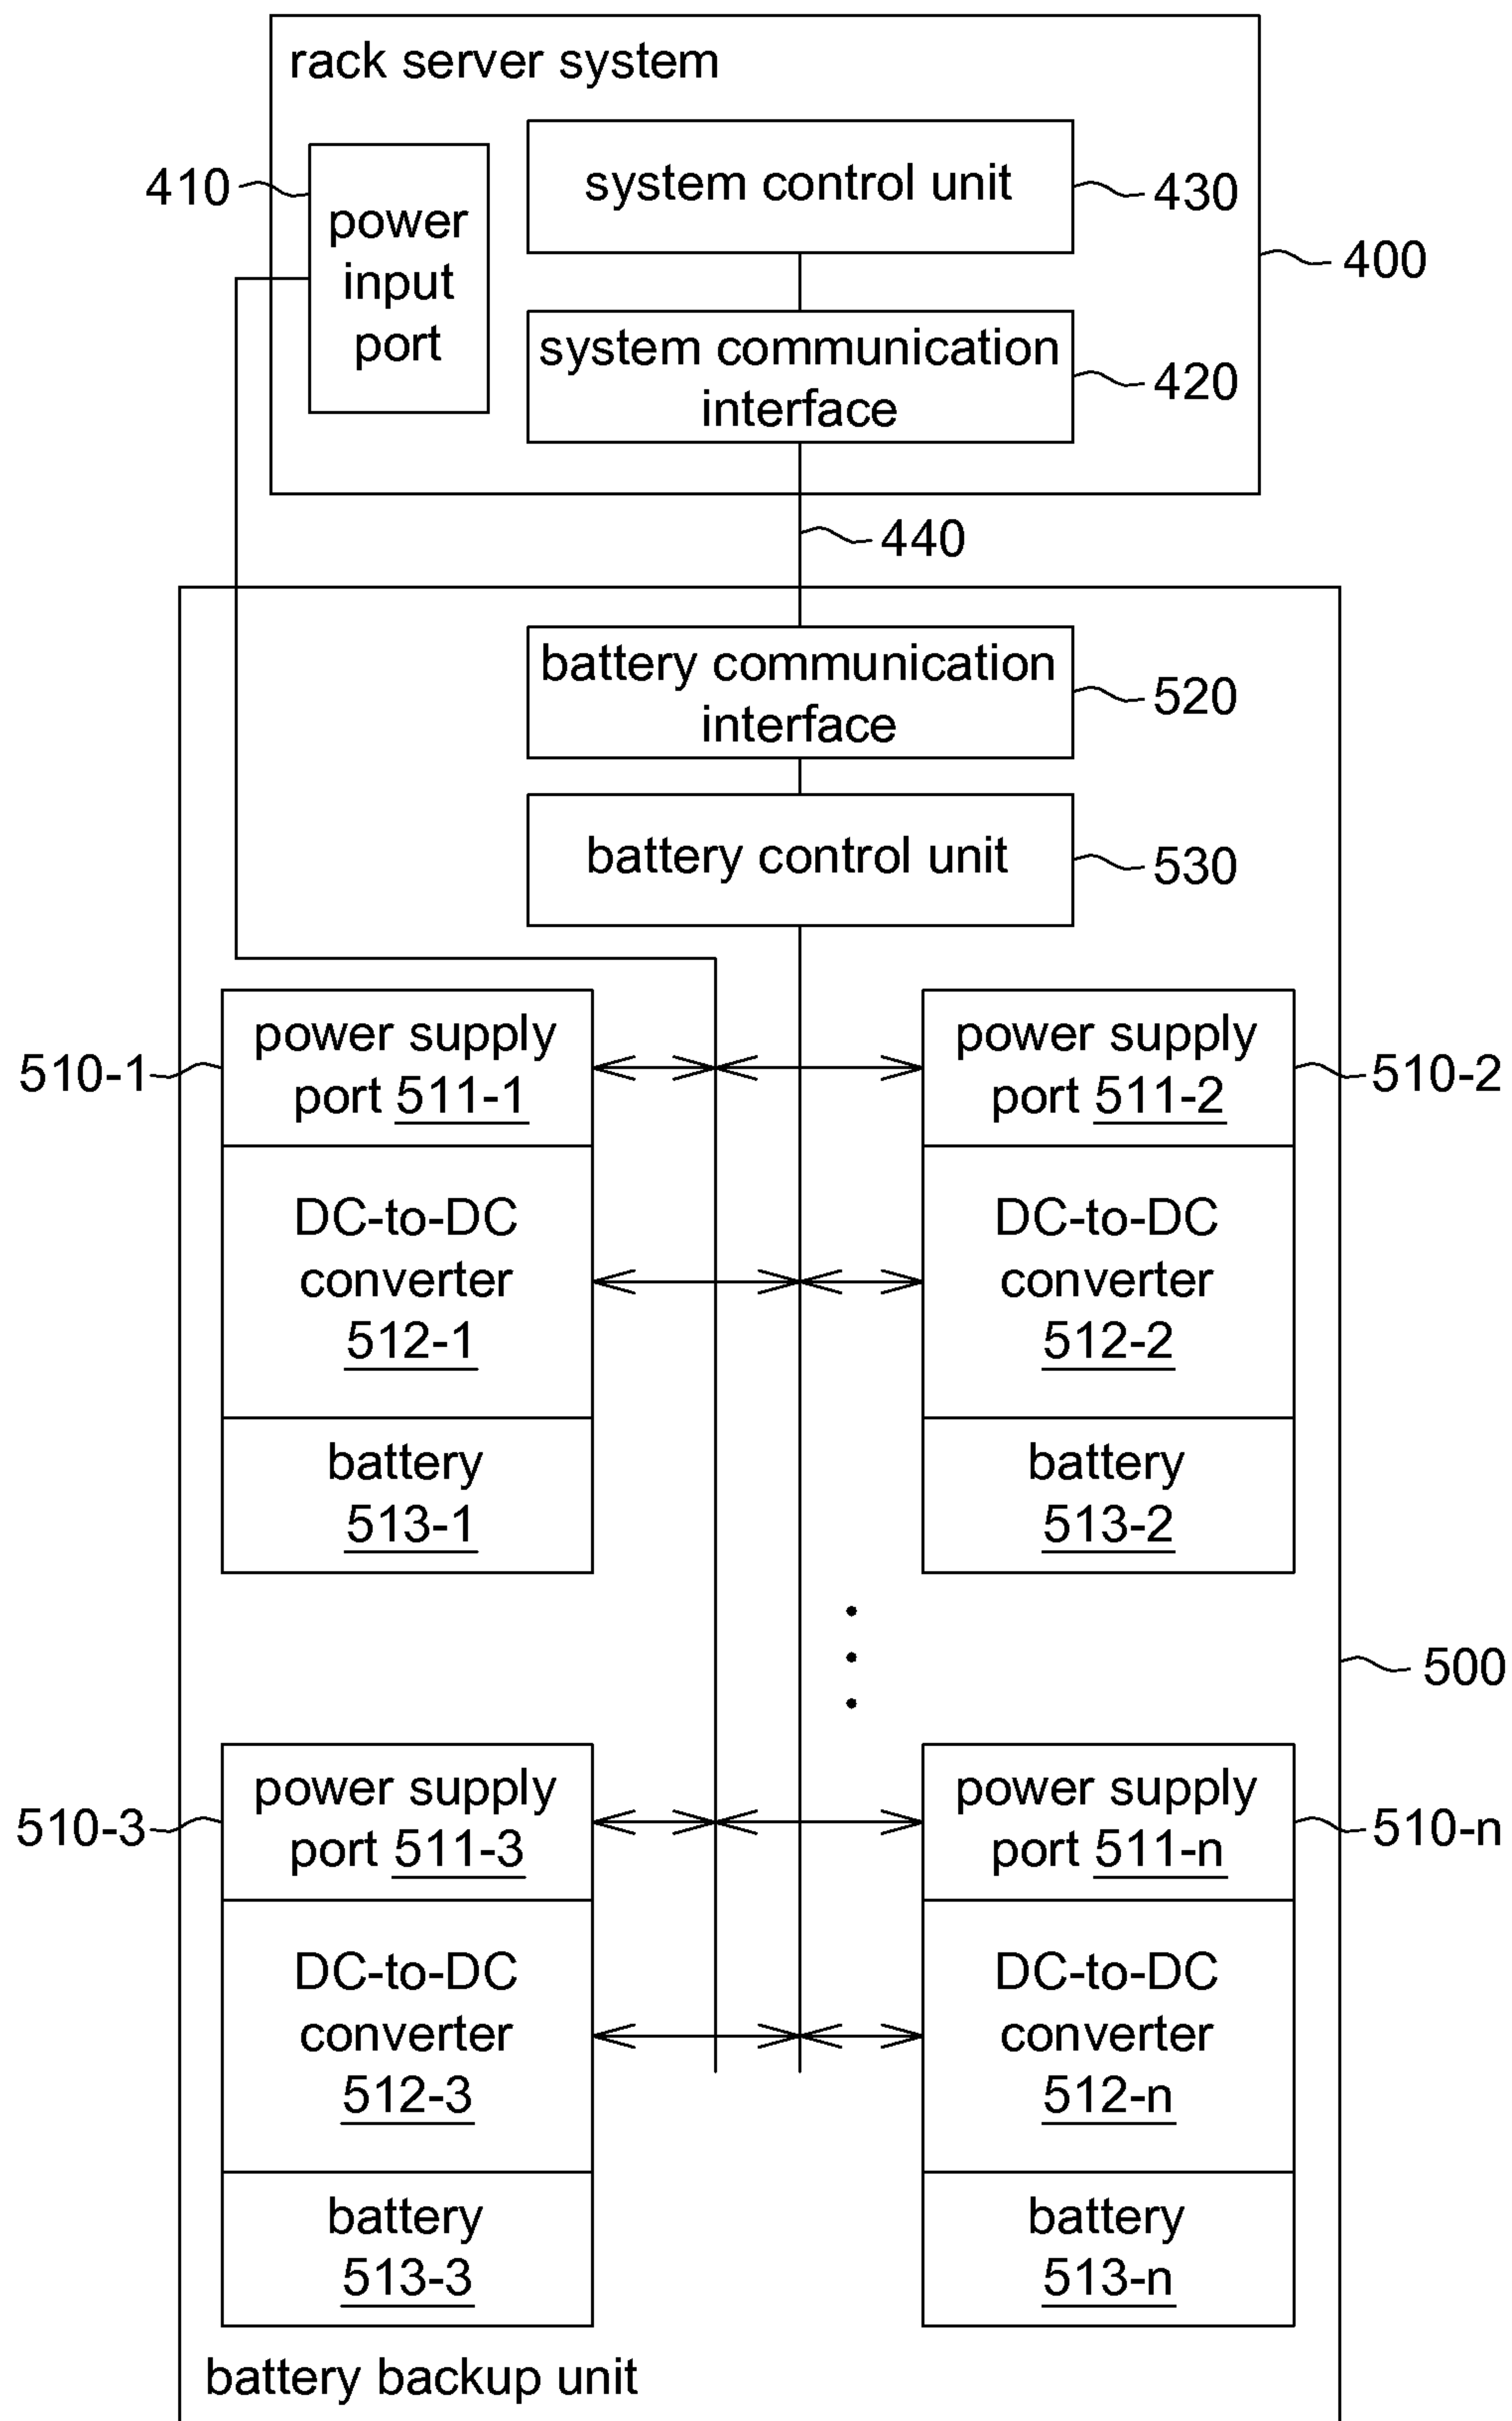 rack server system
410
power
input
port
system control unit
430
400
system communication
interface
420
440
battery communication
interface
520
battery control unit
530
510-1
power supply
port 511-1
DC-to-DC
converter
512-1
battery
513-1
power supply
port 511-2
510-2
DC-to-DC
converter
512-2
battery
513-2
500
510-3
power supply
port 511-3
DC-to-DC
converter
512-3
battery
513-3
power supply
port 511-n
510-n
DC-to-DC
converter
512-n
battery
513-n
battery backup unit